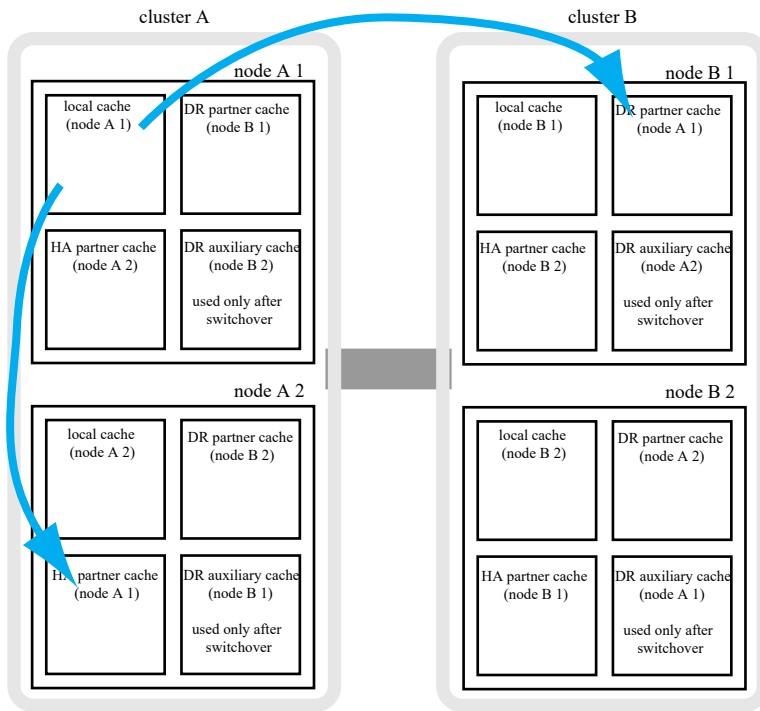 cluster A
cluster B
node A 1
local cache
(node A 1)
DR partner cache
(node B 1)
HA partner cache
(node A 2)
DR auxiliary cache
(node B 2)
used only after
switchover
node A 2
local cache
(node A 2)
DR partner cache
(node B 2)
HA partner cache
(node A 1)
DR auxiliary cache
(node B 1)
used only after
switchover
node B 1
local cache
(node B 1)
DR partner cache
(node A 1)
HA partner cache
(node B 2)
DR auxiliary cache
(node A2)
used only after
switchover
node B 2
local cache
(node B 2)
DR partner cache
(node A 2)
HA partner cache
(node B 1)
DR auxiliary cache
(node A 1)
used only after
switchover